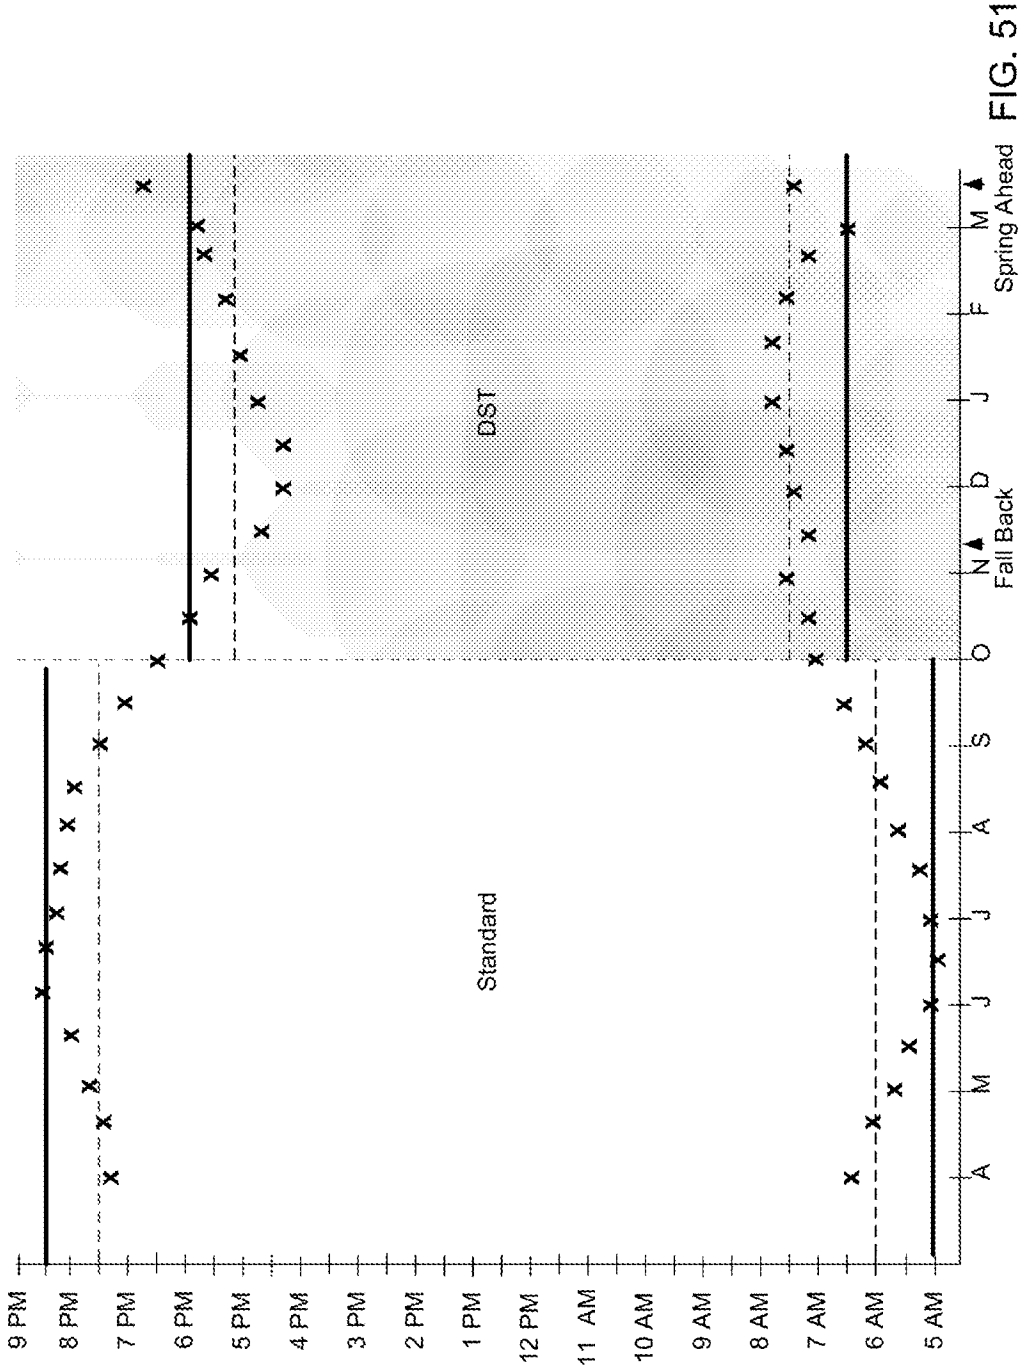 9 PM
8 PM
7 PM
6 PM
5 PM
4 PM
3 PM
2 PM
1 PM
12 PM
11 AM
10 AM
9 AM
8 AM
7 AM
6 AM
5 AM
Standard
DST
A
M
J
J
A
S
O
N
D
J
F
M
Fall Back
Spring Ahead
FIG. 51